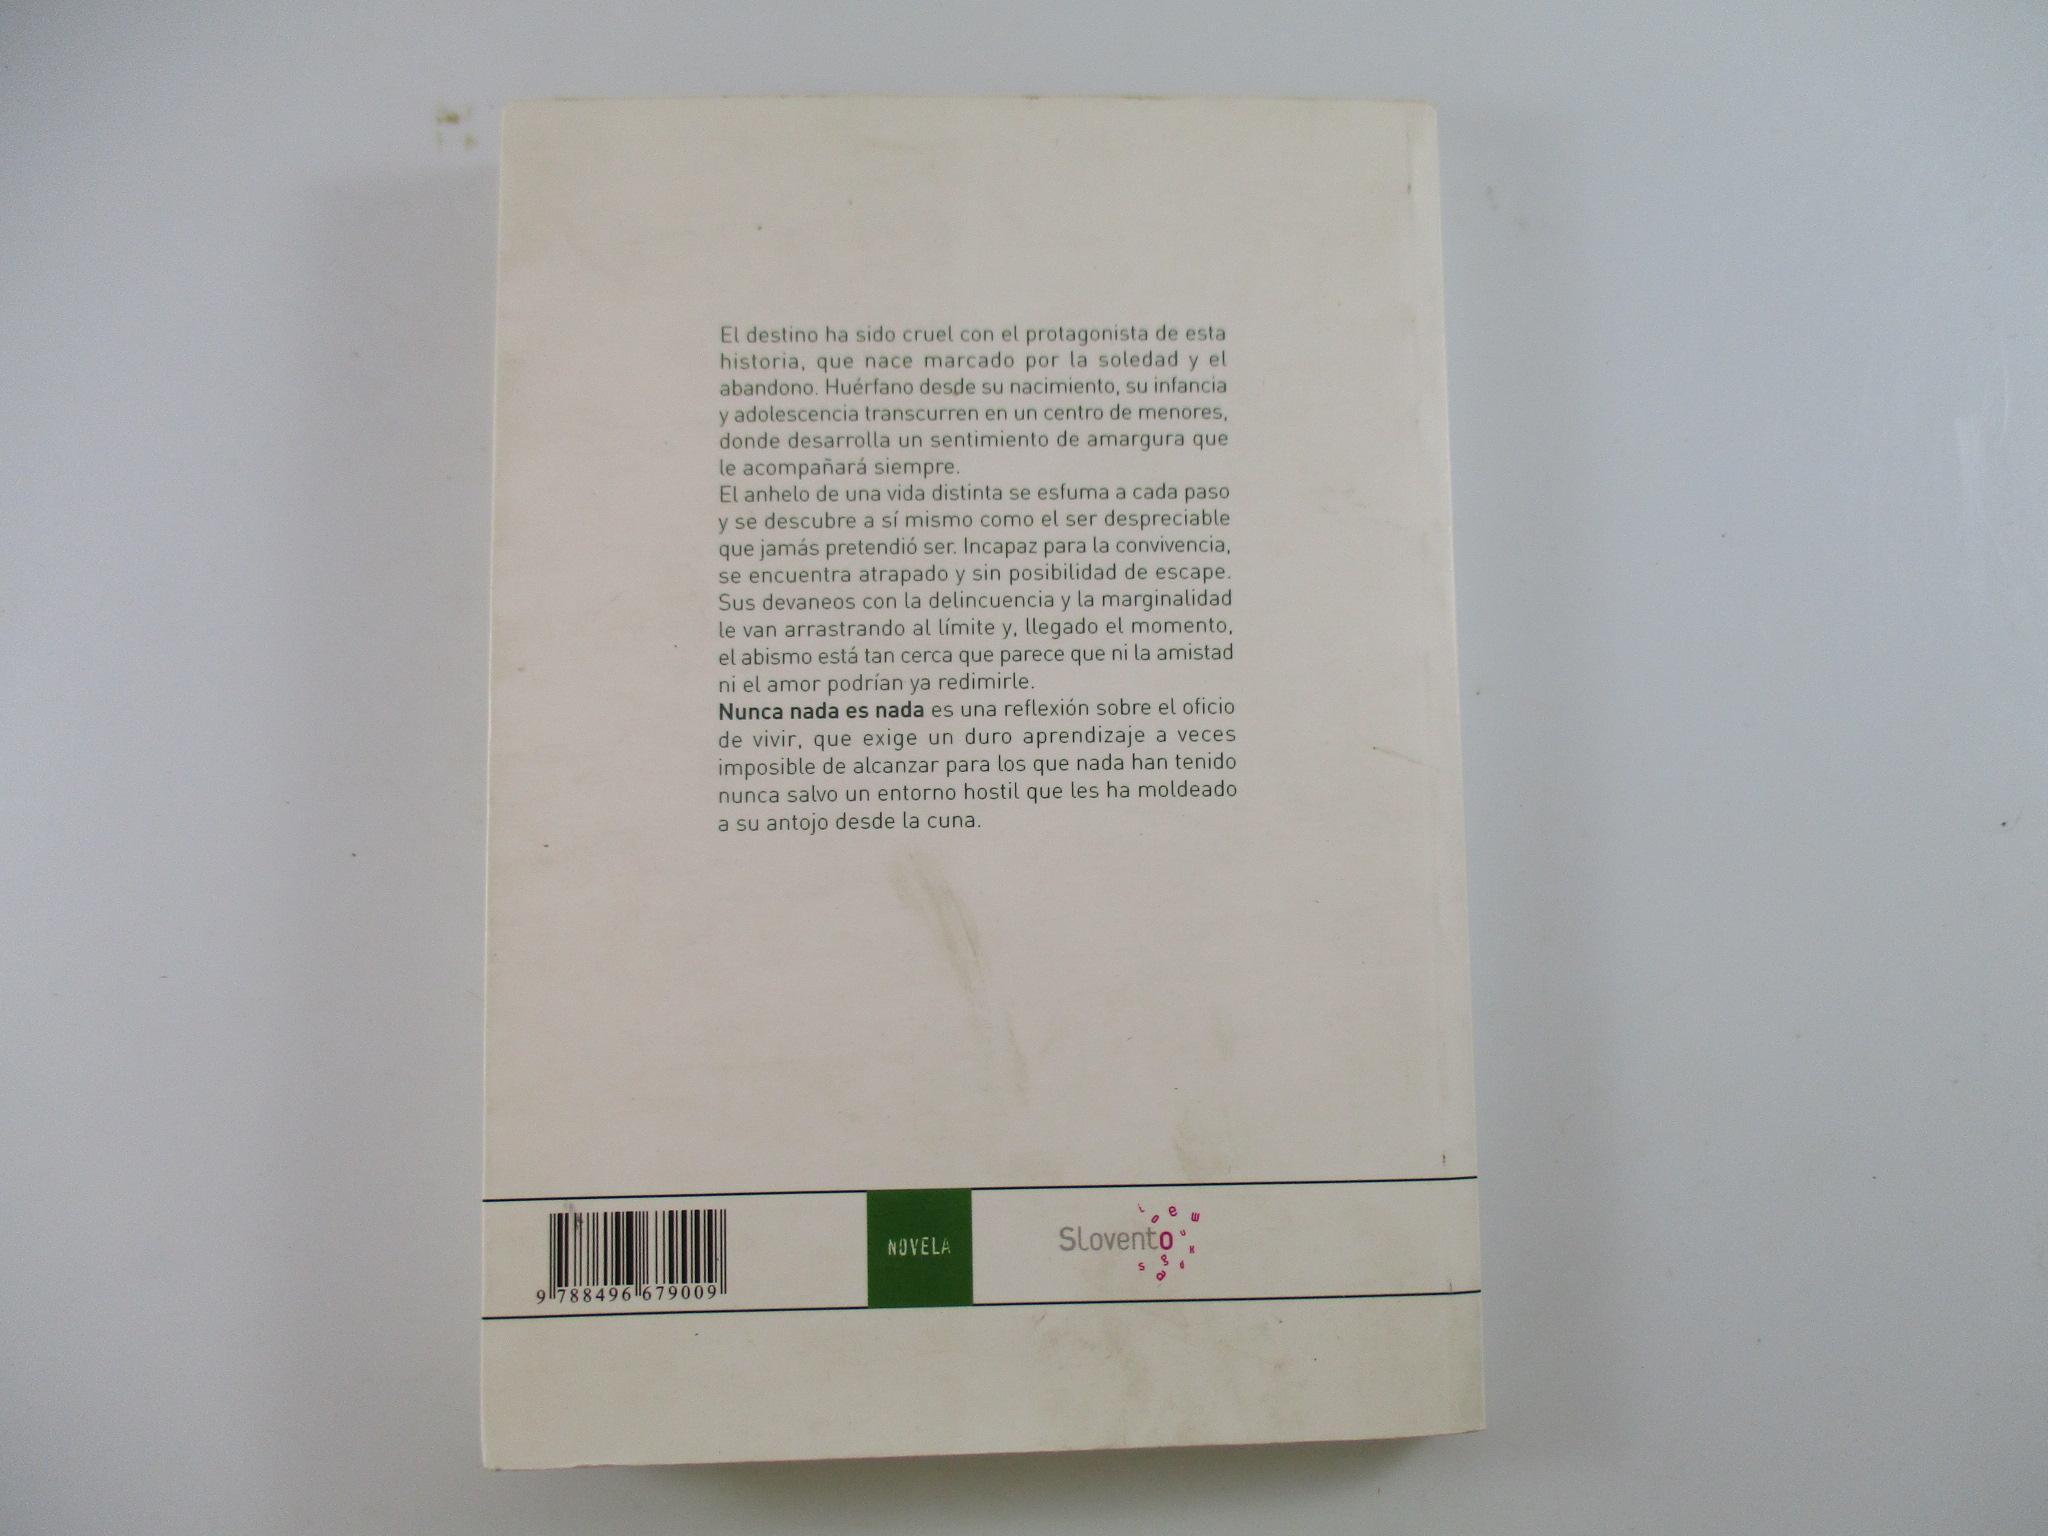 El destino ha sido cruel con el protagonista de esta
historia, que nace marcado por la soledad y el
abandono. Huérfano desde su nacimiento, su infancia
y adolescencia transcurren en un centro de menores,
donde desarrolla un sentimiento de amargura que
le acompañará siempre.
El anhelo de una vida distinta se esfuma a cada paso
y se descubre a sí mismo como el ser despreciable
que jamás pretendió ser. Incapaz para la convivencia,
se encuentra atrapado y sin posibilidad de escape.
Sus devaneos con la delincuencia y la marginalidad
le van arrastrando al límite y, llegado el momento,
el abismo está tan cerca que parece que ni la amistad
ni el amor podrían ya redimirle.
Nunca nada es nada es una reflexión sobre el oficio
de vivir, que exige un duro aprendizaje a veces
imposible de alcanzar para los que nada han tenido
nunca salvo un entorno hostil que les ha moldeado
a su antojo desde la cuna.
9 788496 679009
NOVELA
Slovento